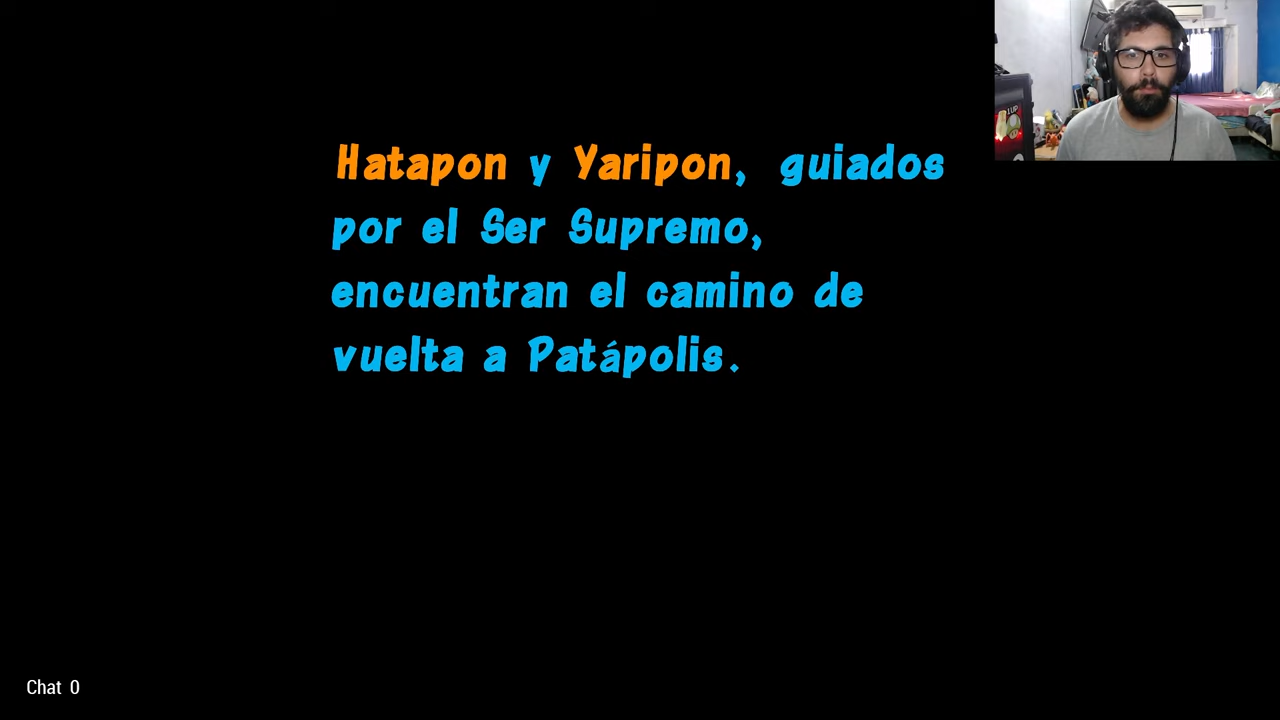 Hatapon y Yaripon, guiados
por el Ser Supremo,
encuentran el camino de
vuelta a Patápolis.
Chat 0